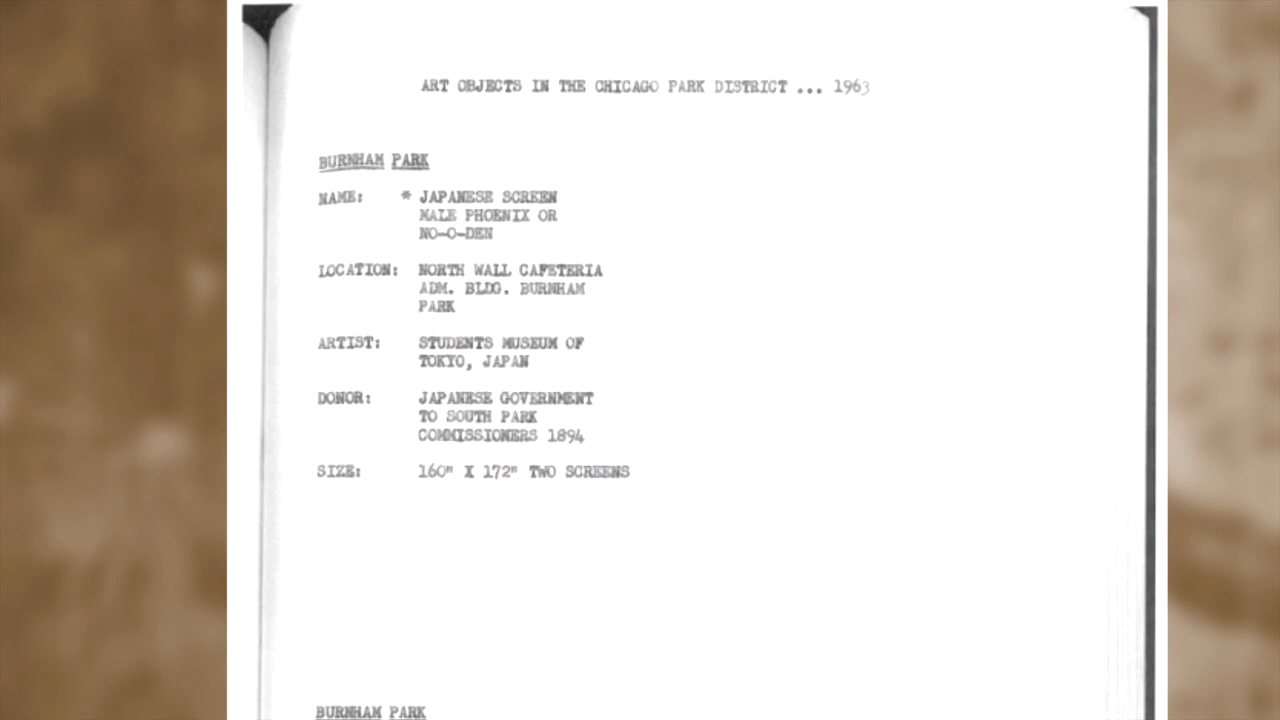 ART OBJECTS IN THE CHICAGO PARK DISTRICT ... 1963
BURNHAM PARK
NAME: * JAPANESE SCREEN
MALE PHOENIX OR
NO-O-DEN
LOCATION: NORTH WALL CAFETERIA
ADM. BLDG. BURNHAM
PARK
ARTIST: STUDENTS MUSEUM OF
TOKYO, JAPAN
DONOR: JAPANESE GOVERNMENT
TO SOUTH PARK
COMMISSIONERS 1894
SIZE: 160" X 172" TWO SCREENS
BURNHAM PARK